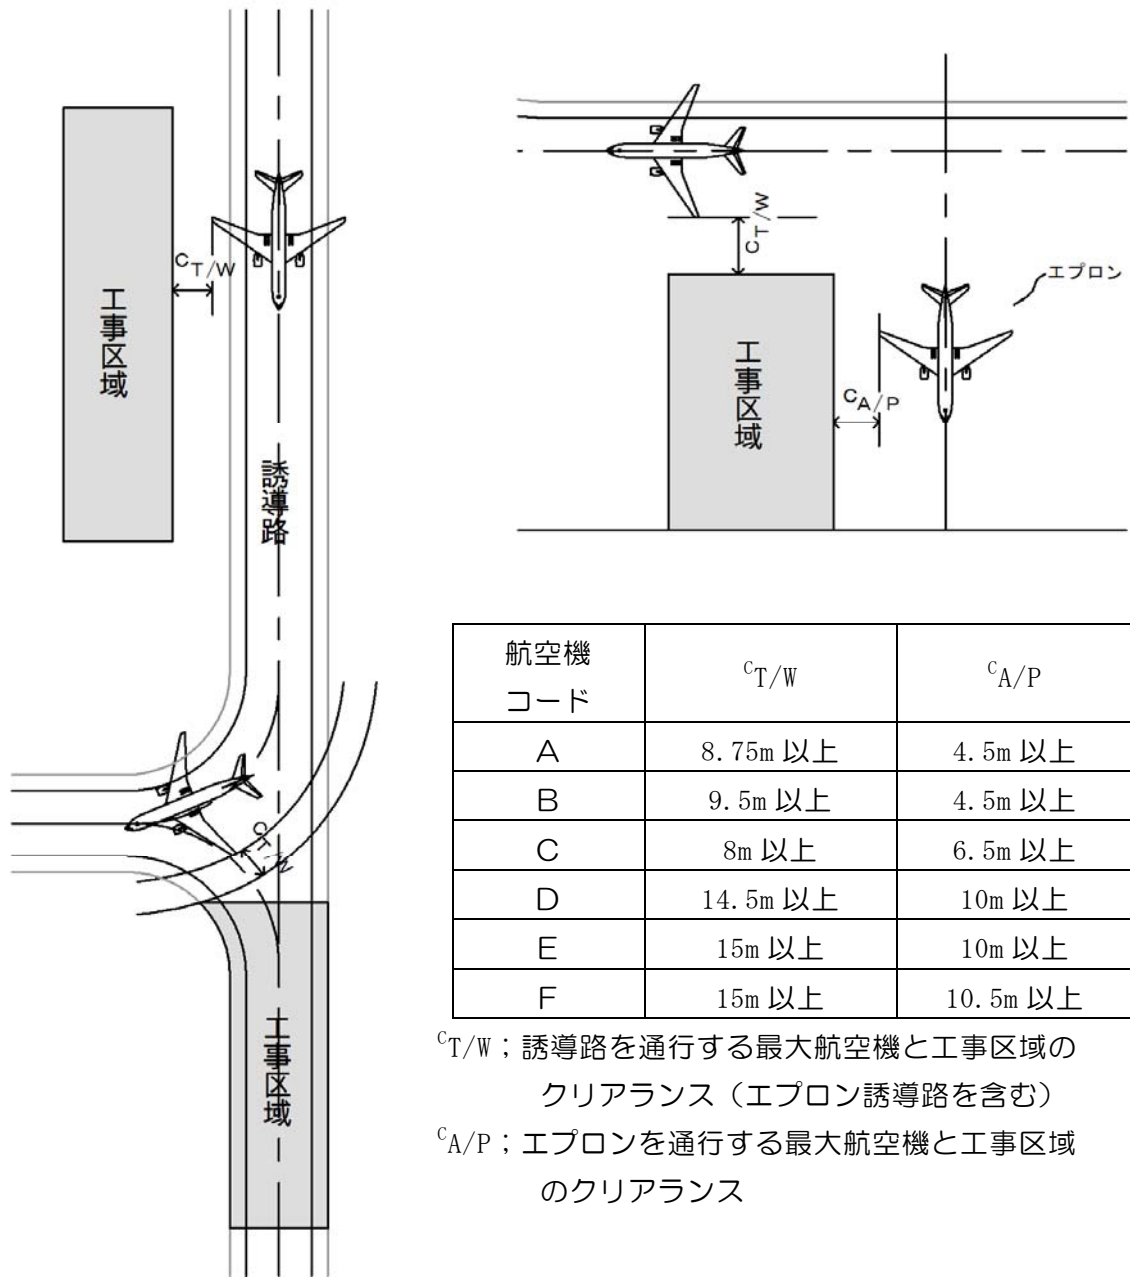 CT/W
工事区域
誘導路
CT/W
工事区域
CT/W
エプロン
工事区域
CA/P
航空機
コード
CT/W
CA/P
A
8.75m 以上
4.5m 以上
B
9.5m 以上
4.5m 以上
C
8m 以上
6.5m 以上
D
14.5m 以上
10m 以上
E
15m 以上
10m 以上
F
15m 以上
10.5m 以上
CT/W；誘導路を通行する最大航空機と工事区域の
クリアランス（エプロン誘導路を含む）
CA/P；エプロンを通行する最大航空機と工事区域
のクリアランス